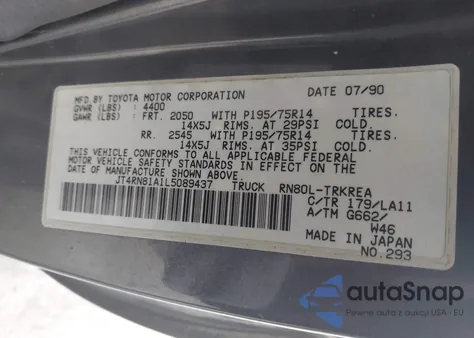 MFD BY TOYOTA MOTOR CORPORATION DATE 07/90
GVWR (LBS) 4400
GAWR (LBS) FRT. 2050 WITH P195/75R14 TIRES.
14X5J RIMS. AT 29PSI COLD.
RR. 2545 WITH P195/75R14 TIRES.
14X5J RIMS. AT 35PSI COLD.
THIS VEHICLE CONFORMS TO ALL APPLICABLE FEDERAL
MOTOR VEHICLE SAFETY STANDARDS IN EFFECT ON THE
DATE OF MANUFACTURE SHOWN ABOVE.
JT4RN81A1L5089437 TRUCK RN80L-TRKREA
C/TR 179/LA11
A/TM G662/
W46
MADE IN JAPAN
NO.293
autoSnap
Pewne auta z aukcji USA - EU